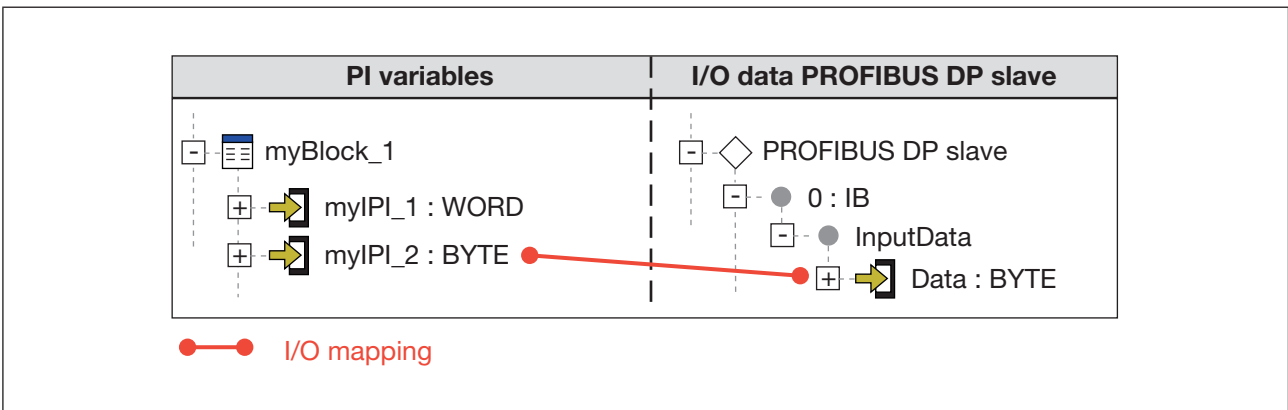 PI variables
I/O data PROFIBUS DP slave
myBlock_1
PROFIBUS DP slave
myIPI_1 : WORD
0 : IB
myIPI_2 : BYTE
InputData
Data : BYTE
I/O mapping